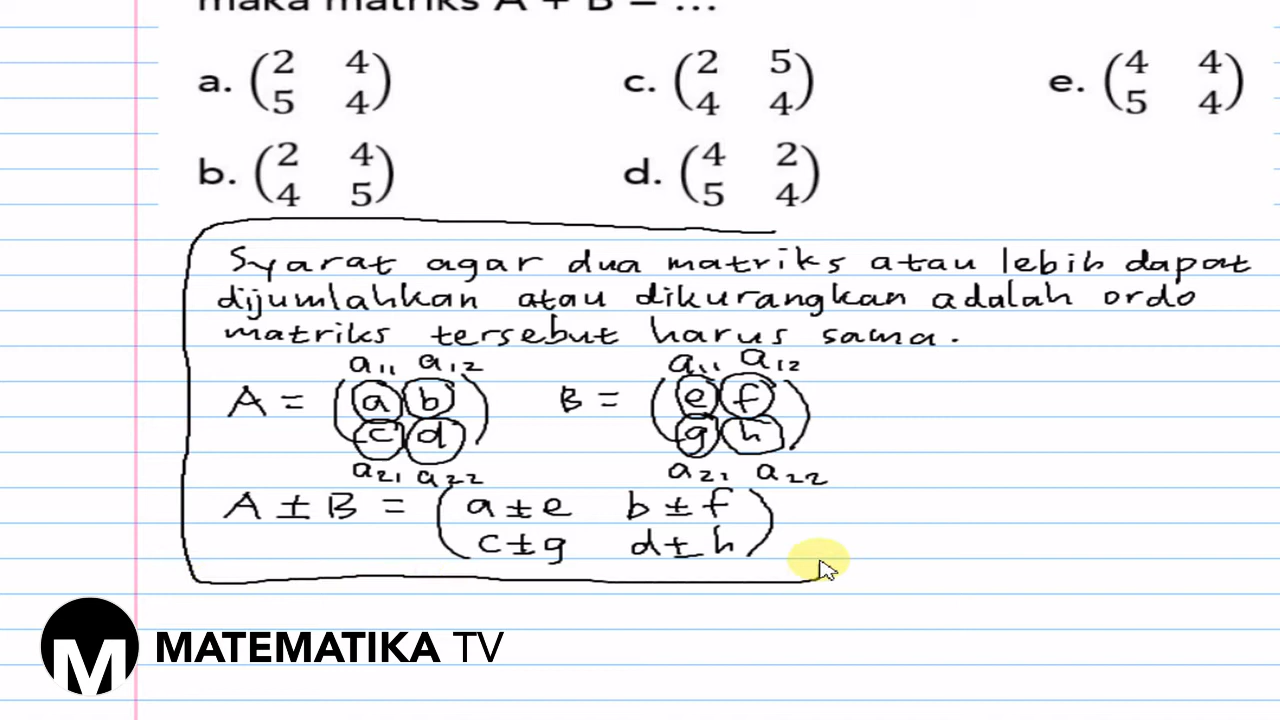 maka matriks A + B = ...
a. (2 4
5 4)
c. (2 5
4 4)
e. (4 4
5 4)
b. (2 4
4 5)
d. (4 2
5 4)
Syarat agar dua matriks atau lebih dapat
dijumlahkan atau dikurangkan adalah ordo
matriks tersebut harus sama.
a₁₁ a₁₂ a₁₁ a₁₂
A = (a b
c d)
B = (e f
g h)
a₂₁ a₂₂ a₂₁ a₂₂
A ± B = (a ± e b ± f
c ± g d ± h)
M MATEMATIKA TV